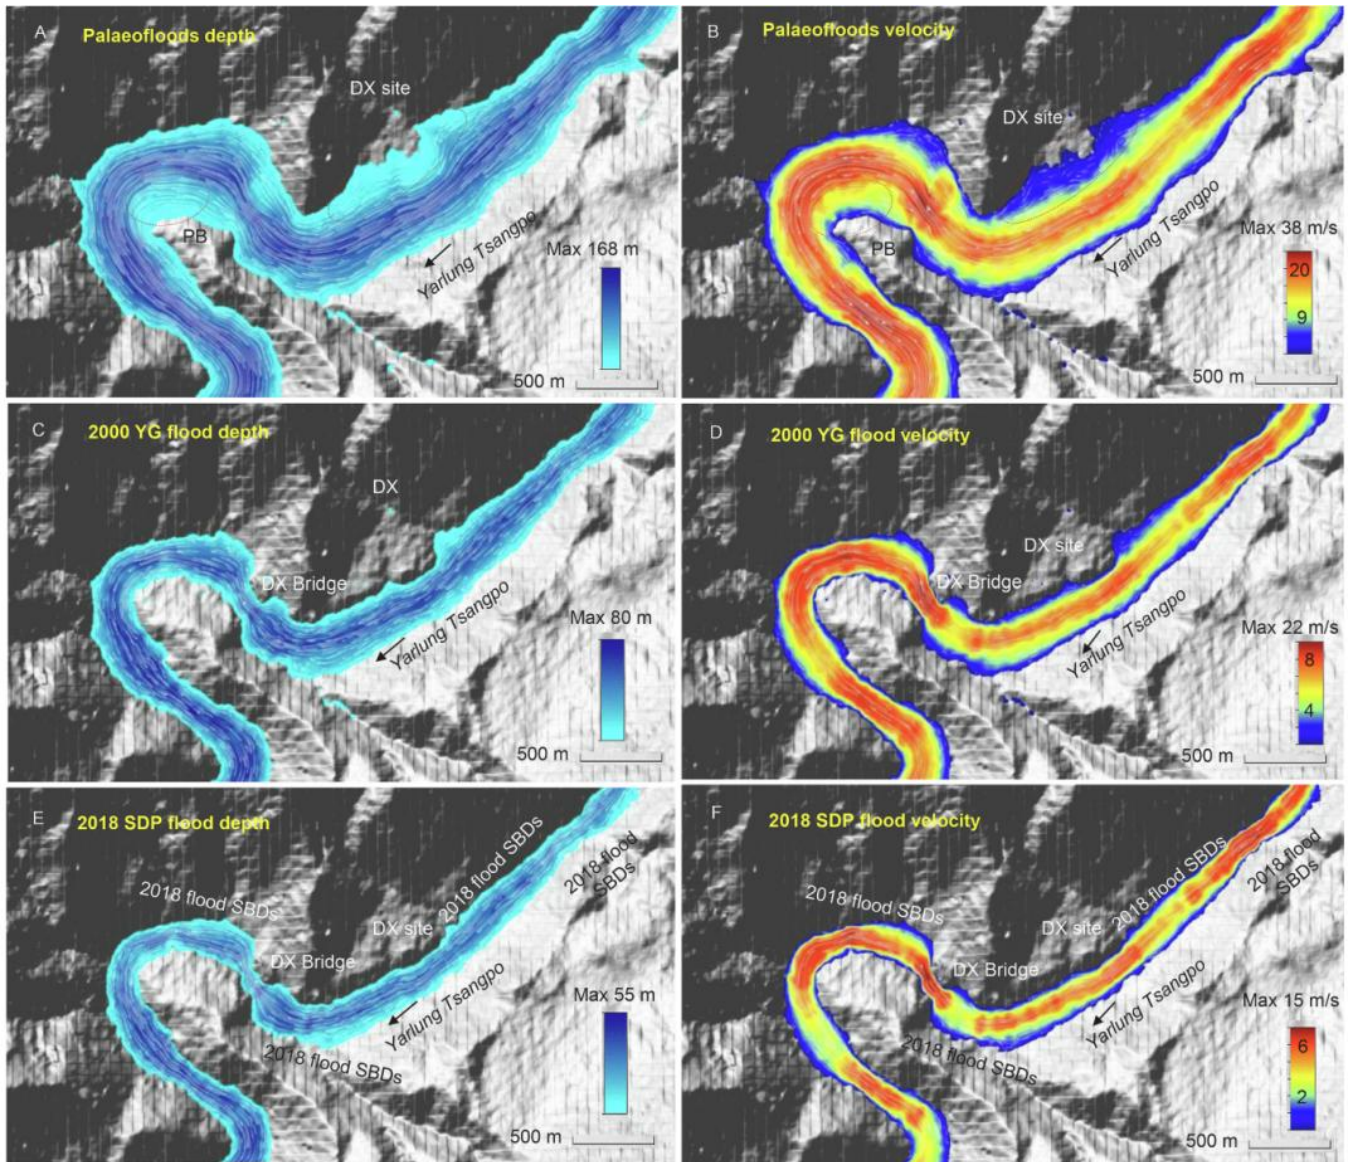 A
Palaeofloods depth
DX site
PB
Yarlung Tsangpo
Max 168 m
500 m
B
Palaeofloods velocity
DX site
PB
Yarlung Tsangpo
Max 38 m/s
20
9
500 m
C
2000 YG flood depth
DX
DX Bridge
Yarlung Tsangpo
Max 80 m
500 m
D
2000 YG flood velocity
DX site
DX Bridge
Yarlung Tsangpo
Max 22 m/s
8
4
500 m
E
2018 SDP flood depth
2018 flood SBDs
2018 flood SBDs
2018 flood
SBDs
DX site
DX Bridge
Yarlung Tsangpo
2018 flood SBDs
Max 55 m
500 m
F
2018 SDP flood velocity
2018 flood SBDs
2018 flood SBDs
2018 flood
SBDs
DX site
DX Bridge
Yarlung Tsangpo
2018 flood SBDs
Max 15 m/s
6
2
500 m